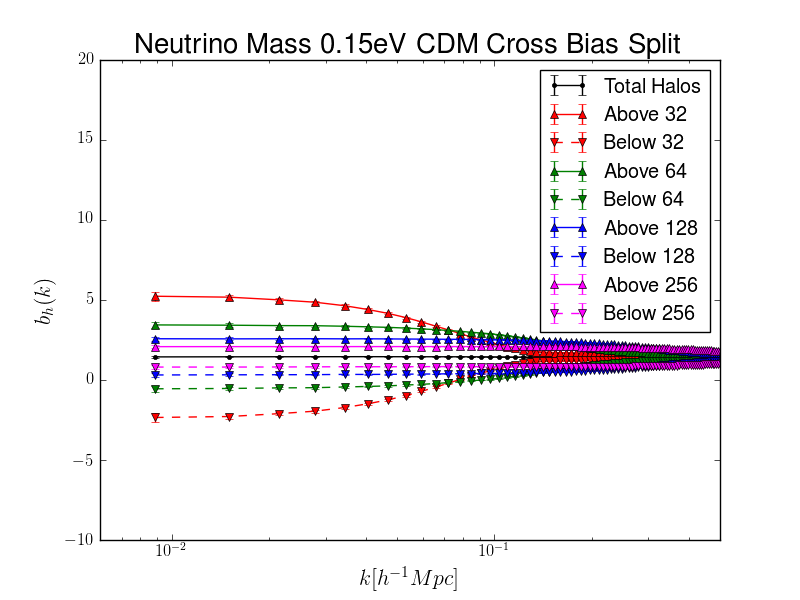 Neutrino Mass 0.15eV CDM Cross Bias Split
20
15
10
5
0
−5
−10
b_h(k)
Total Halos
Above 32
Below 32
Above 64
Below 64
Above 128
Below 128
Above 256
Below 256
10^{-2}
10^{-1}
k[h^{-1}Mpc]